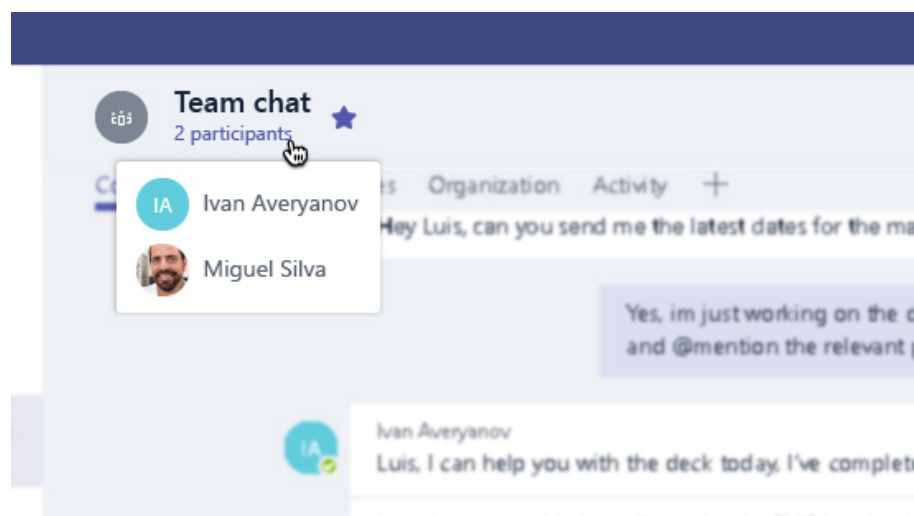 Team chat
2 participants
IA Ivan Averyanov
Miguel Silva
Organization Activity
Hey Luis, can you send me the latest dates for the
Yes, im just working on the
and @mention the relevant
IA
Ivan Averyanov
Luis, I can help you with the deck today, I've